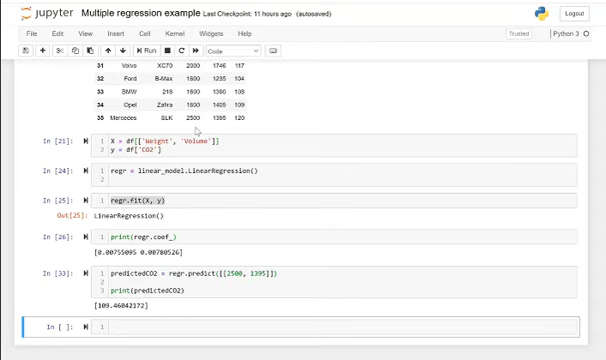 jupyter Multiple regression example Last Checkpoint: 11 hours ago (autosaved) Logout
File Edit View Insert Cell Kernel Widgets Help Trusted Python 3
Run Code
31 Volvo XC70 2000 1746 117
32 Ford B-Max 1600 1235 104
33 BMW 216 1600 1390 108
34 Opel Zafira 1600 1405 109
35 Mercedes SLK 2500 1395 120
In [21]: 1 X = df[['Weight', 'Volume']]
2 y = df['CO2']
In [24]: 1 regr = linear_model.LinearRegression()
2
In [25]: 1 regr.fit(X, y)
Out[25]: LinearRegression()
In [26]: 1 print(regr.coef_)
[0.00755095 0.00780526]
In [33]: 1 predictedCO2 = regr.predict([[2500, 1395]])
2
3 print(predictedCO2)
[109.46042172]
In [ ]: 1